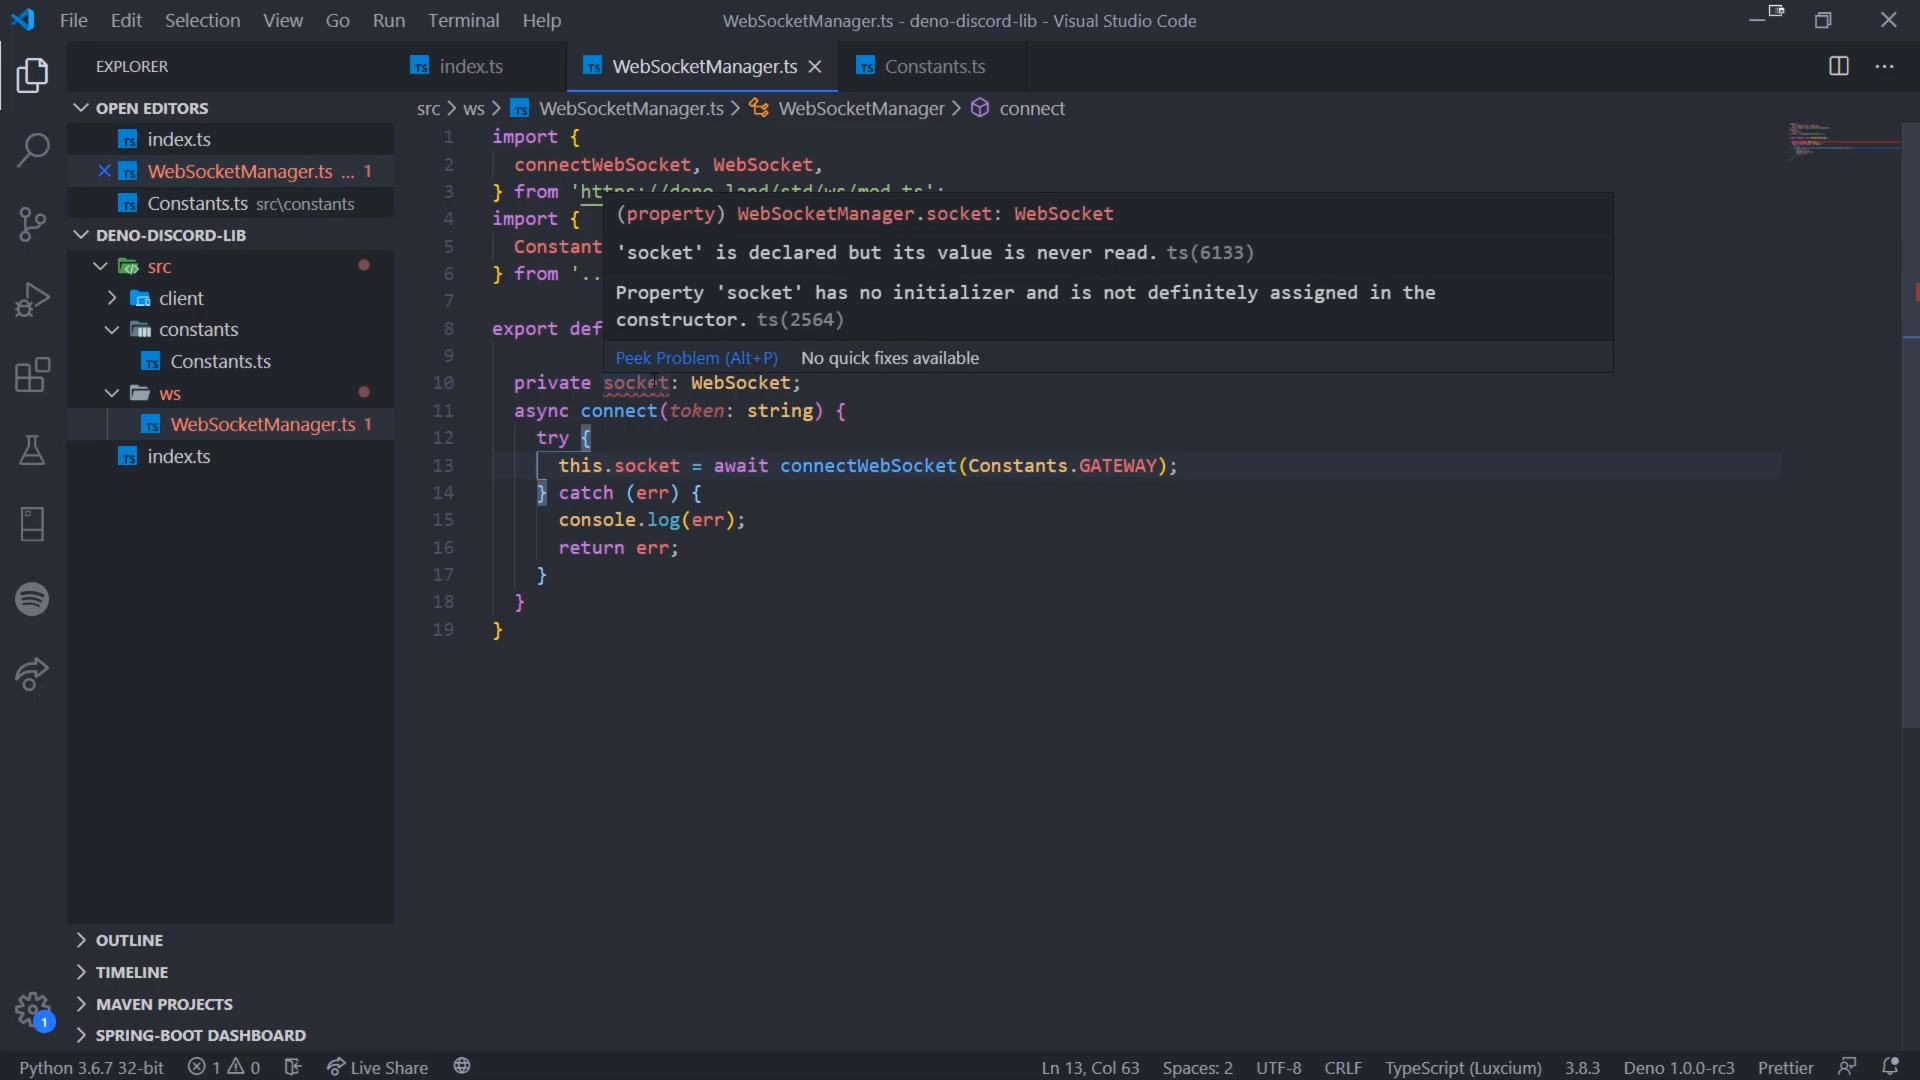 File Edit Selection View Go Run Terminal Help
WebSocketManager.ts - deno-discord-lib - Visual Studio Code
EXPLORER
index.ts
WebSocketManager.ts
Constants.ts
OPEN EDITORS
index.ts
WebSocketManager.ts ... 1
Constants.ts src\constants
DENO-DISCORD-LIB
src
client
constants
Constants.ts
ws
WebSocketManager.ts 1
index.ts
OUTLINE
TIMELINE
MAVEN PROJECTS
SPRING-BOOT DASHBOARD
src > ws > WebSocketManager.ts > WebSocketManager > connect
1 import {
2 connectWebSocket, WebSocket,
3 } from 'https://deno.land/std/ws/mod.ts';
4 import {
5 Constant
6 } from '..
7
8 export def
9
(property) WebSocketManager.socket: WebSocket
'socket' is declared but its value is never read. ts(6133)
Property 'socket' has no initializer and is not definitely assigned in the
constructor. ts(2564)
Peek Problem (Alt+P) No quick fixes available
10 private socket: WebSocket;
11 async connect(token: string) {
12 try {
13 this.socket = await connectWebSocket(Constants.GATEWAY);
14 } catch (err) {
15 console.log(err);
16 return err;
17 }
18 }
19 }
1
Python 3.6.7 32-bit 1 0 Live Share Ln 13, Col 63 Spaces: 2 UTF-8 CRLF TypeScript (Luxcium) 3.8.3 Deno 1.0.0-rc3 Prettier